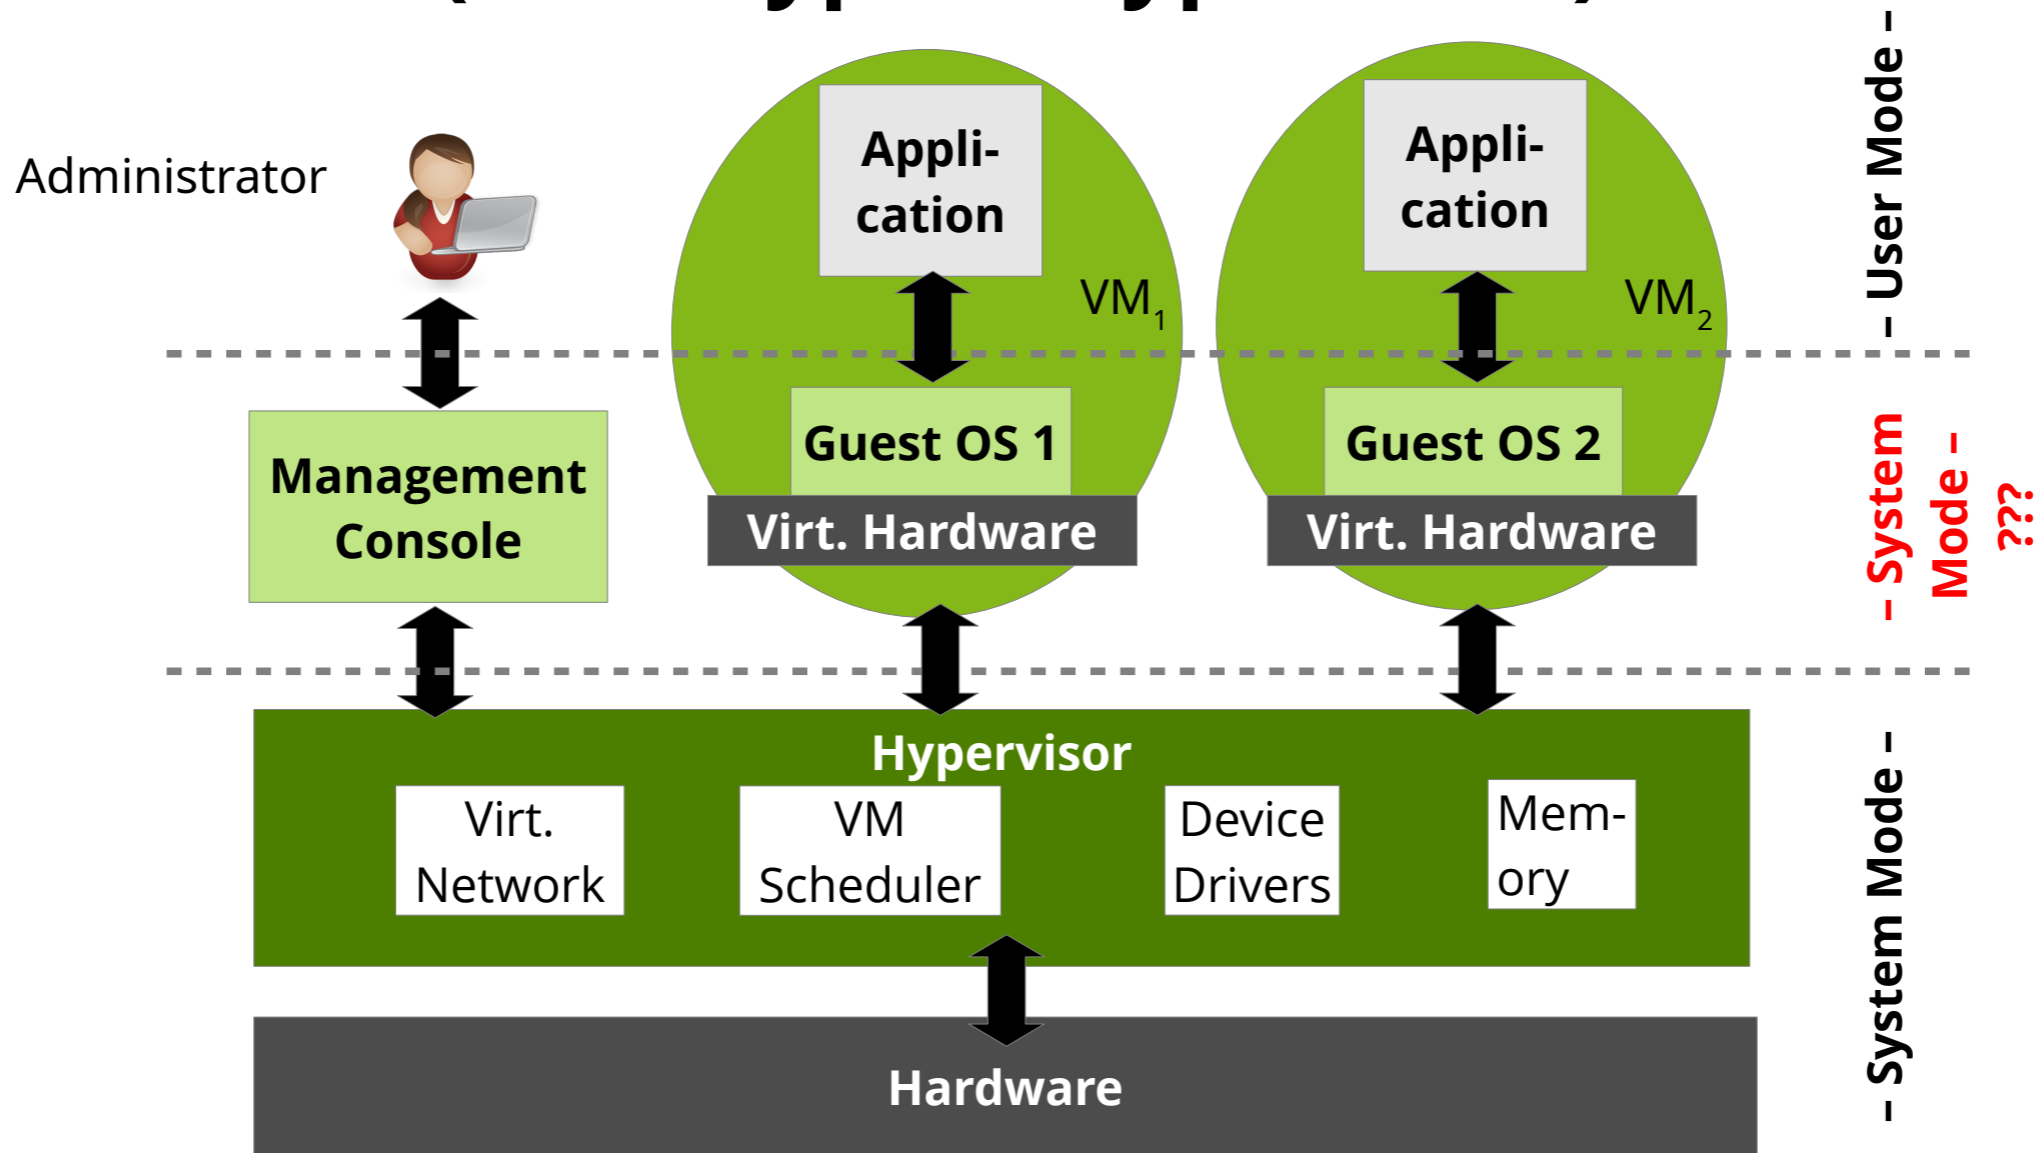 Administrator
Appli-
cation
VM1
Appli-
cation
VM2
– User Mode –
Management
Console
Guest OS 1
Virt. Hardware
Guest OS 2
Virt. Hardware
– System
Mode –
???
Hypervisor
Virt.
Network
VM
Scheduler
Device
Drivers
Mem-
ory
– System Mode –
Hardware